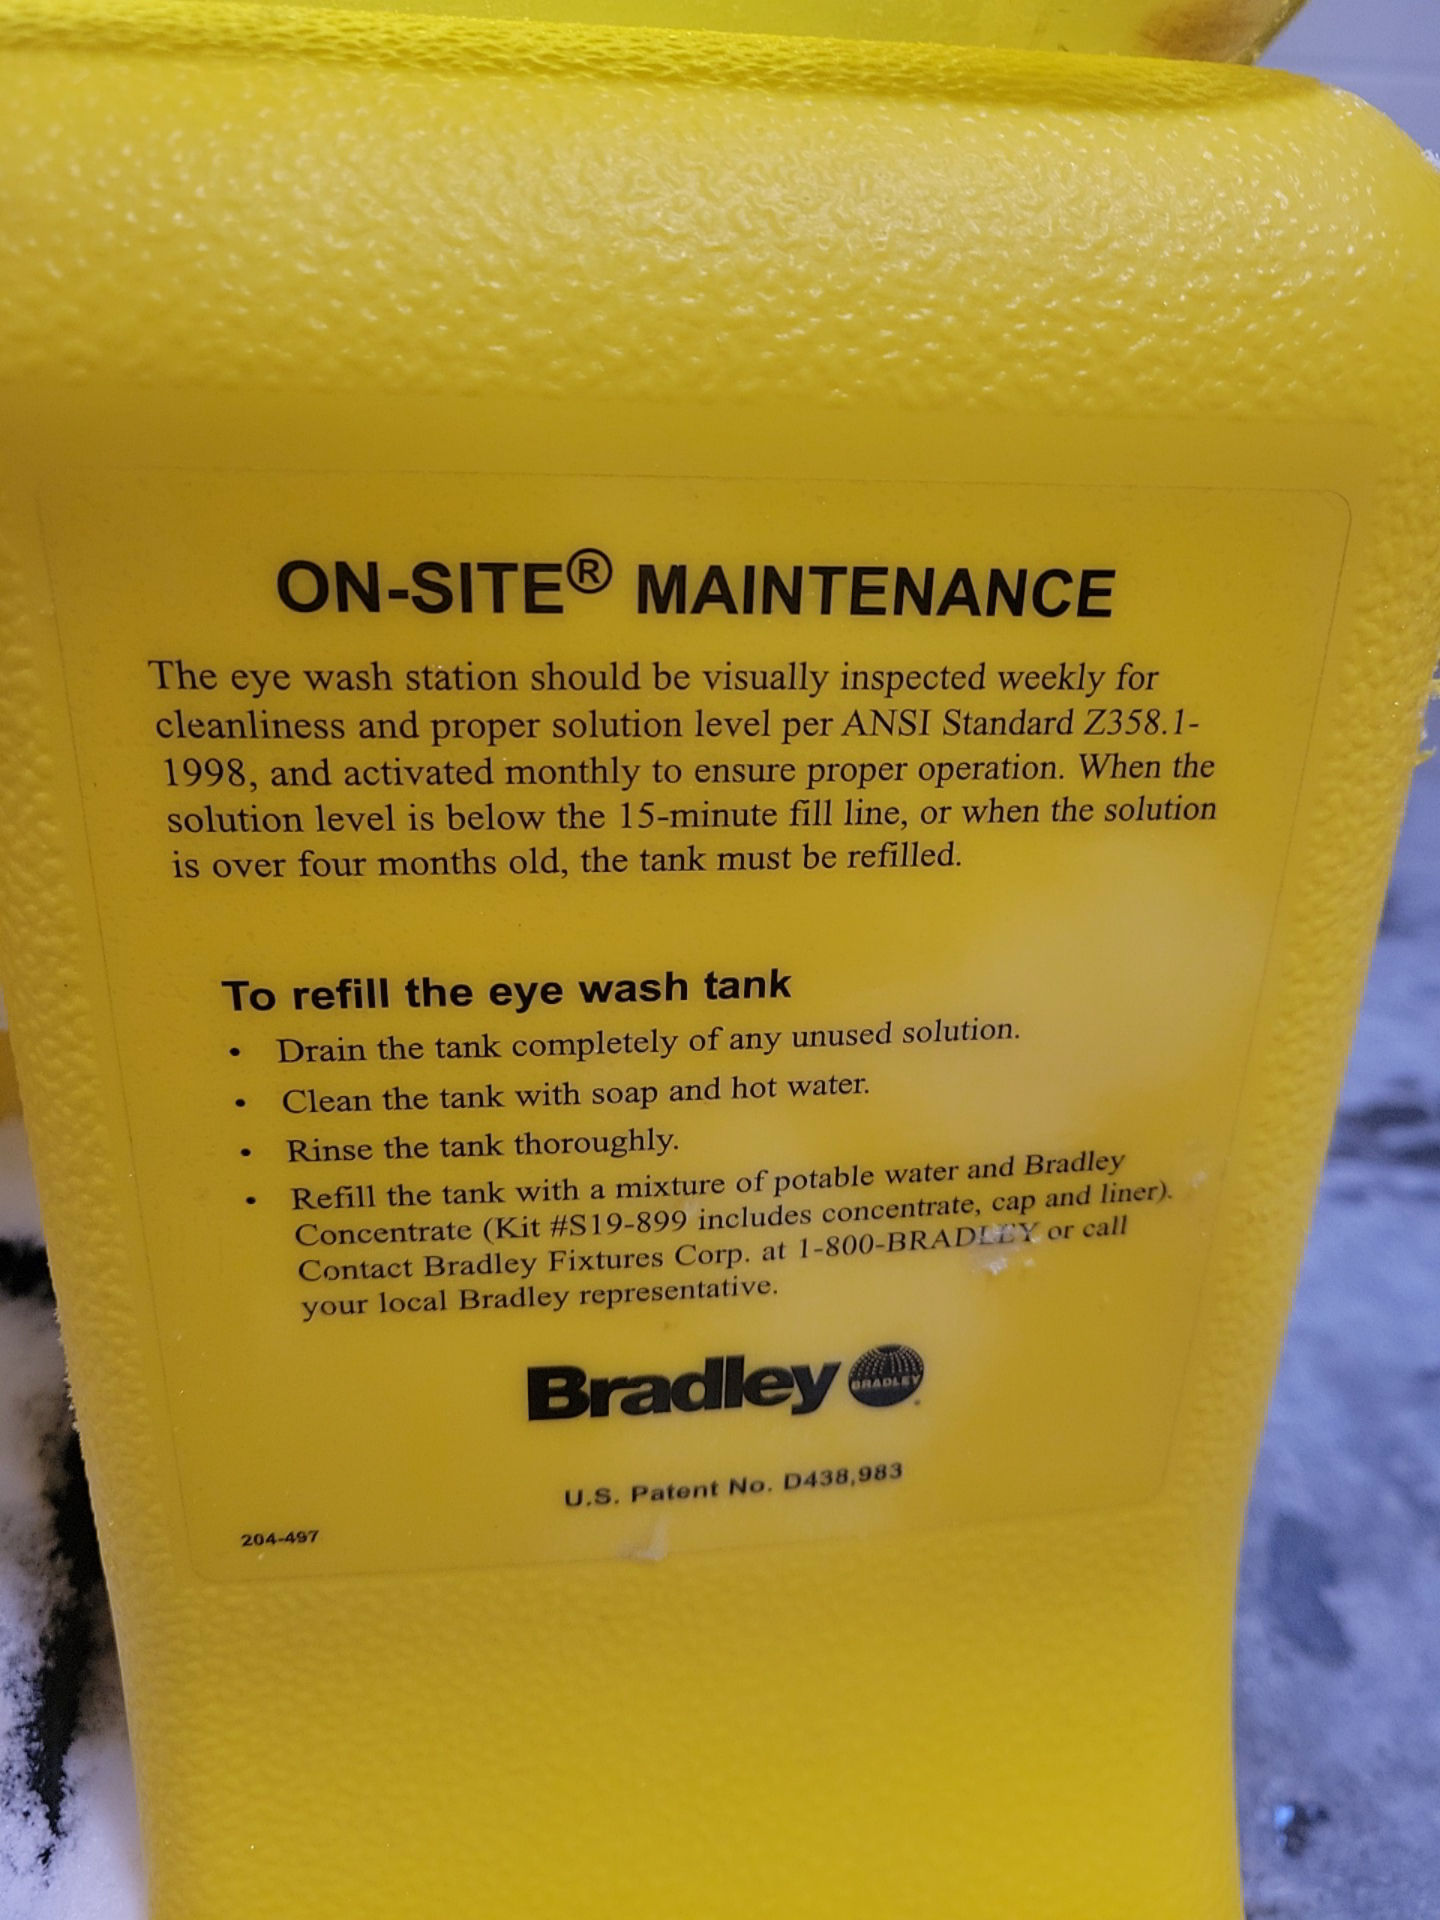 ON-SITE® MAINTENANCE
The eye wash station should be visually inspected weekly for
cleanliness and proper solution level per ANSI Standard Z358.1-
1998, and activated monthly to ensure proper operation. When the
solution level is below the 15-minute fill line, or when the solution
is over four months old, the tank must be refilled.
To refill the eye wash tank
• Drain the tank completely of any unused solution.
• Clean the tank with soap and hot water.
• Rinse the tank thoroughly.
• Refill the tank with a mixture of potable water and Bradley
Concentrate (Kit #S19-899 includes concentrate, cap and liner).
Contact Bradley Fixtures Corp. at 1-800-BRADLEY or call
your local Bradley representative.
Bradley BRADLEY
U.S. Patent No. D438,983
204-497